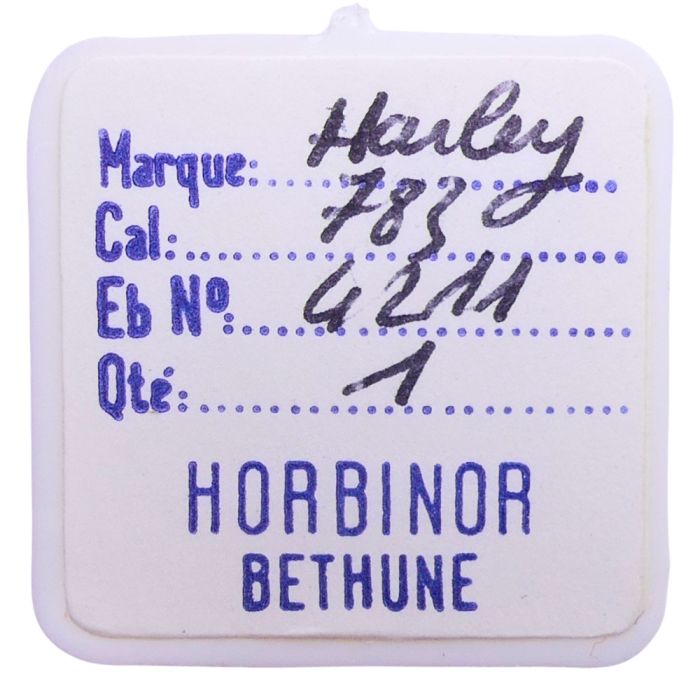 Marque: Harley
Cal: 783
Eb Nº: 4211
Qté: 1
HORBINOR
BETHUNE